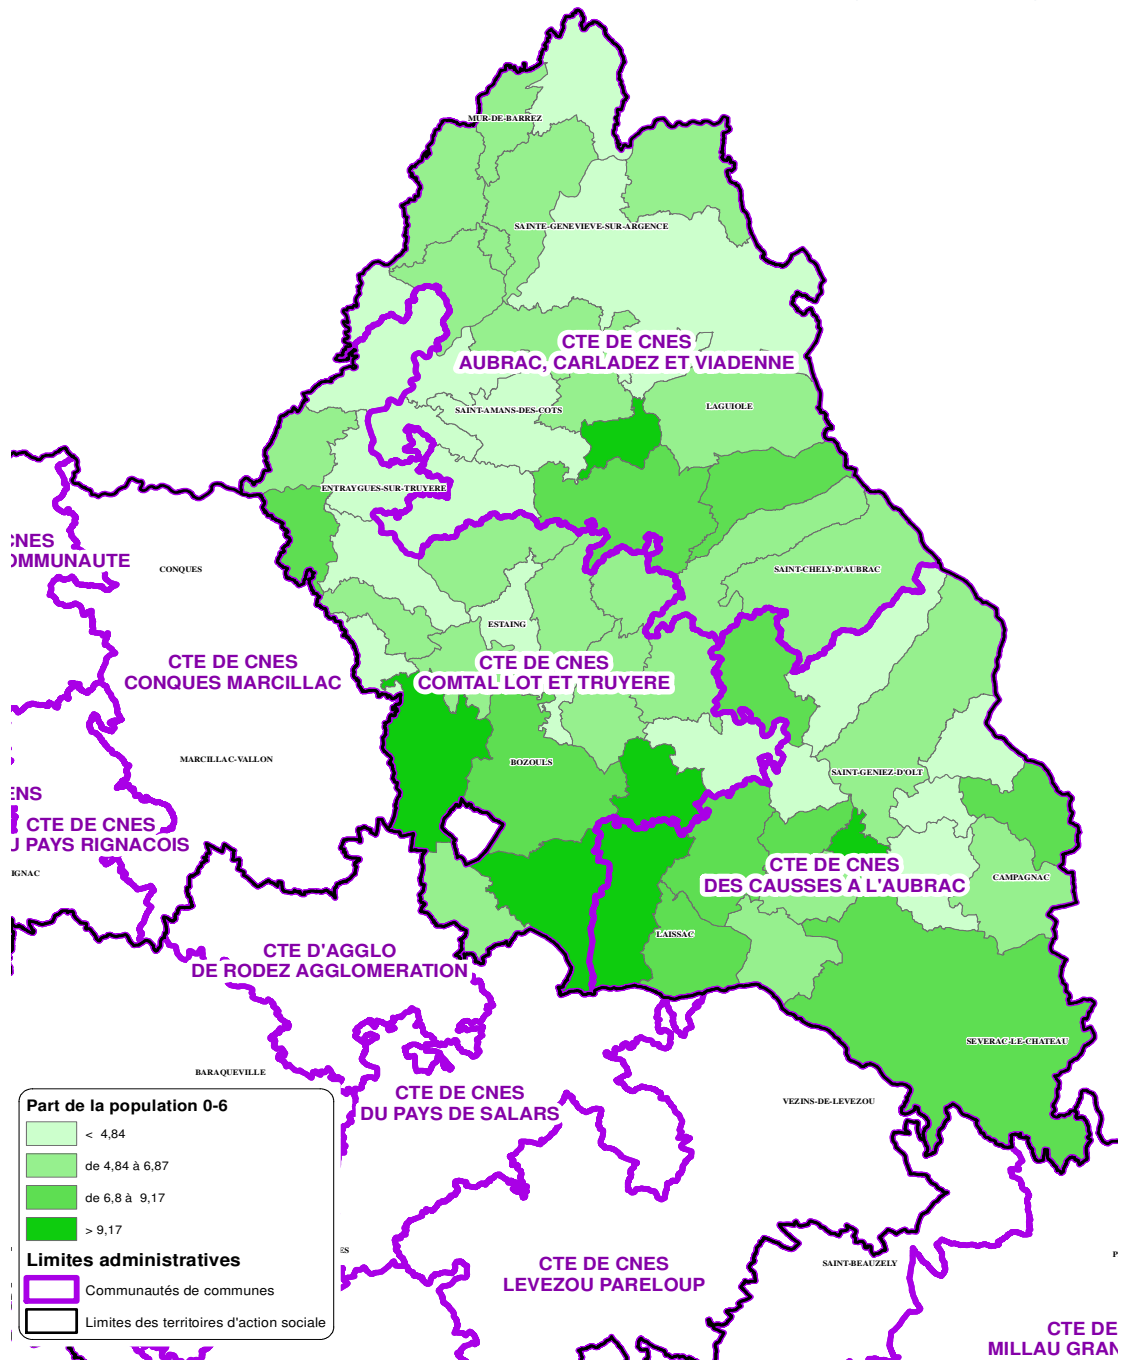 MUR-DE-BARREZ
SAINTE-GENEVIEVE-SUR-ARGENCE
CTE DE CNES
AUBRAC, CARLADEZ ET VIADENNE
SAINT-AMANS-DES-COTS
LAGUIOLE
ENTRAYGUES-SUR-TRUYERE
CNES
OMMUNAUTE
CONQUES
SAINT-CHELY-D'AUBRAC
ESTAING
CTE DE CNES
CONQUES MARCILLAC
CTE DE CNES
COMTAL LOT ET TRUYERE
MARCILLAC-VALLON
BOZOULS
SAINT-GENIEZ-D'OLT
ENS
CTE DE CNES
U PAYS RIGNACOIS
IGNAC
CTE DE CNES
DES CAUSSES A L'AUBRAC
CAMPAGNAC
LAISSAC
CTE D'AGGLO
DE RODEZ AGGLOMERATION
SEVERAC-LE-CHATEAU
BARAQUEVILLE
CTE DE CNES
DU PAYS DE SALARS
VEZINS-DE-LEVEZOU
Part de la population 0-6
< 4,84
de 4,84 à 6,87
de 6,8 à 9,17
> 9,17
Limites administratives
Communautés de communes
Limites des territoires d'action sociale
ES
CTE DE CNES
LEVEZOU PARELOUP
SAINT-BEAUZELY
P
CTE DE
MILLAU GRAN